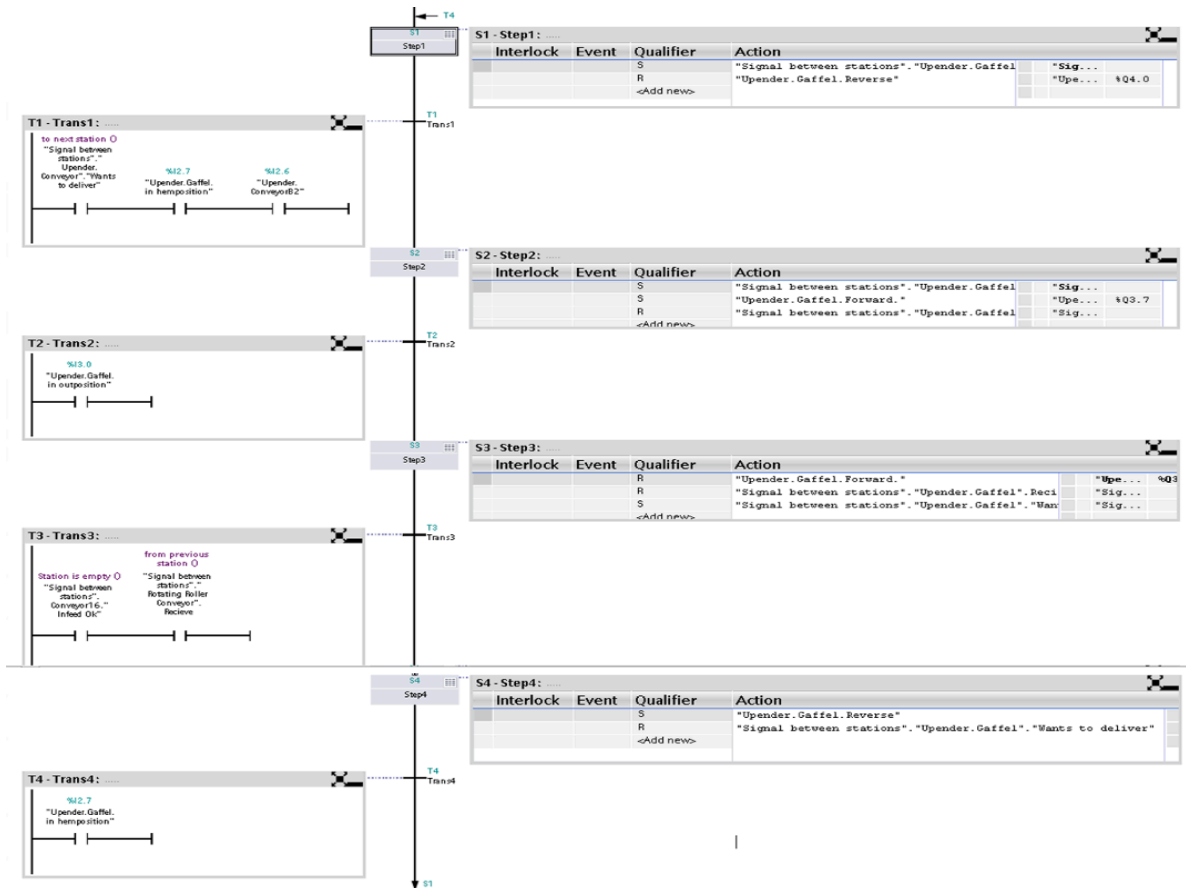 T4
S1
Step1
S1 - Step1: .....
Interlock Event Qualifier Action
S "Signal between stations"."Upender.Gaffel "Sig...
R "Upender.Gaffel.Reverse" "Upe... %Q4.0
<Add new>
T1
Trans1
T1 - Trans1: .....
to next station ()
"Signal between
stations"."
Upender.
Conveyor"."Wants
to deliver"
%I2.7
"Upender.Gaffel.
in hemposition"
%I2.6
"Upender.
ConveyorB2"
S2
Step2
S2 - Step2: .....
Interlock Event Qualifier Action
S "Signal between stations"."Upender.Gaffel "Sig...
S "Upender.Gaffel.Forward." "Upe... %Q3.7
R "Signal between stations"."Upender.Gaffel "Sig...
<Add new>
T2
Trans2
T2 - Trans2: .....
%I3.0
"Upender.Gaffel.
in outposition"
S3
Step3
S3 - Step3: .....
Interlock Event Qualifier Action
R "Upender.Gaffel.Forward." "Upe... %Q3
R "Signal between stations"."Upender.Gaffel".Reci "Sig...
S "Signal between stations"."Upender.Gaffel"."Wan "Sig...
<Add new>
T3
Trans3
T3 - Trans3: .....
Station is empty ()
"Signal between
stations".
Conveyor16."
Infeed Ok"
from previous
station ()
"Signal between
stations"."
Rotating Roller
Conveyor".
Recieve
S4
Step4
S4 - Step4: .....
Interlock Event Qualifier Action
S "Upender.Gaffel.Reverse"
R "Signal between stations"."Upender.Gaffel"."Wants to deliver"
<Add new>
T4
Trans4
T4 - Trans4: .....
%I2.7
"Upender.Gaffel.
in hemposition"
S1